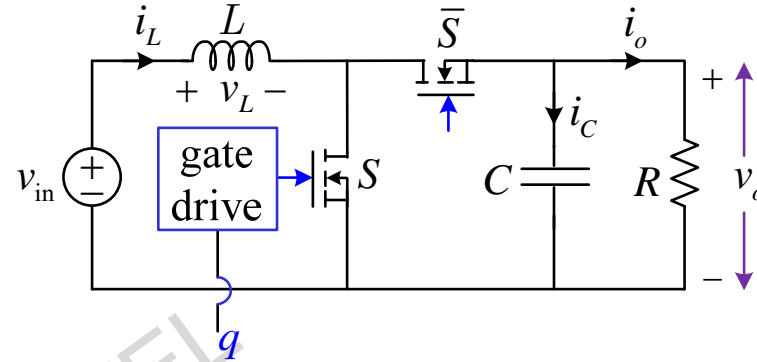 i_L L S̅ i_o
+ v_L − +
i_C
gate drive
v_in + − S C R v_o
−
q